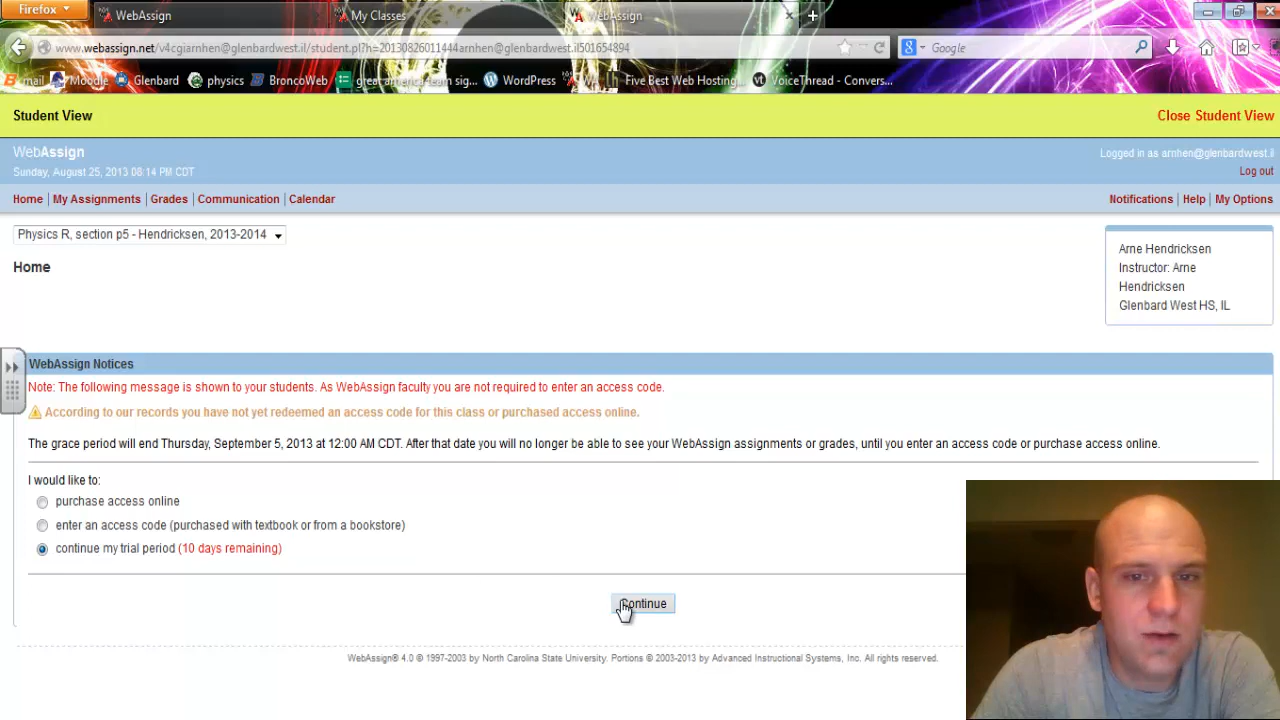 Firefox
WebAssign
My Classes
WebAssign
www.webassign.net/v4cgiarnhen@glenbardwest.il/student.pl?h=20130826011444arnhen@glenbardwest.il501654894
Google
mail
Moodle
Glenbard
physics
BroncoWeb
great americ team sig...
WordPress
WA
Five Best Web Hosting...
VoiceThread - Convers...
Student View
Close Student View
WebAssign
Logged in as arnhen@glenbardwest.il
Sunday, August 25, 2013 08:14 PM CDT
Log out
Home | My Assignments | Grades | Communication | Calendar
Notifications | Help | My Options
Physics R, section p5 - Hendricksen, 2013-2014
Home
Arne Hendricksen
Instructor: Arne
Hendricksen
Glenbard West HS, IL
WebAssign Notices
Note: The following message is shown to your students. As WebAssign faculty you are not required to enter an access code.
According to our records you have not yet redeemed an access code for this class or purchased access online.
The grace period will end Thursday, September 5, 2013 at 12:00 AM CDT. After that date you will no longer be able to see your WebAssign assignments or grades, until you enter an access code or purchase access online.
I would like to:
purchase access online
enter an access code (purchased with textbook or from a bookstore)
continue my trial period (10 days remaining)
Continue
WebAssign® 4.0 © 1997-2003 by North Carolina State University. Portions © 2003-2013 by Advanced Instructional Systems, Inc. All rights reserved.